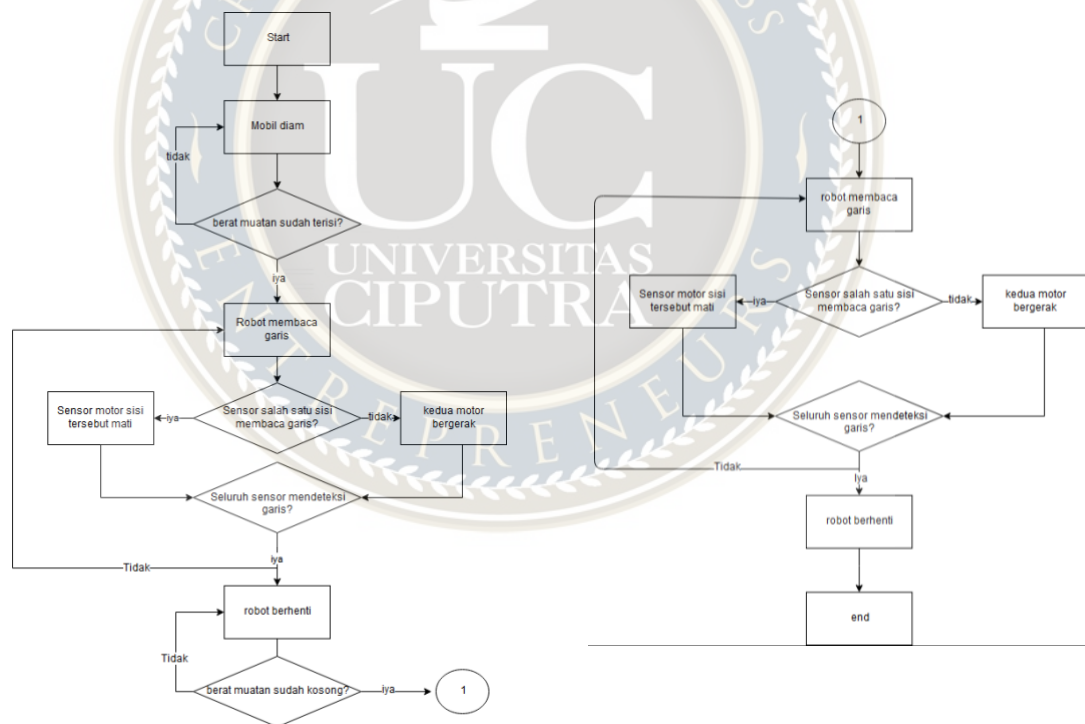 Start
Mobil diam
tidak
berat muatan sudah terisi?
iya
Robot membaca
garis
Sensor motor sisi
tersebut mati
iya
Sensor salah satu sisi
membaca garis?
tidak
kedua motor
bergerak
Seluruh sensor mendeteksi
garis?
iya
Tidak
robot berhenti
Tidak
berat muatan sudah kosong?
iya
1
1
robot membaca
garis
Sensor motor sisi
tersebut mati
iya
Sensor salah satu sisi
membaca garis?
tidak
kedua motor
bergerak
Seluruh sensor mendeteksi
garis?
Tidak
Iya
robot berhenti
end
UC
UNIVERSITAS
CIPUTRA
ENTREPRENEURS